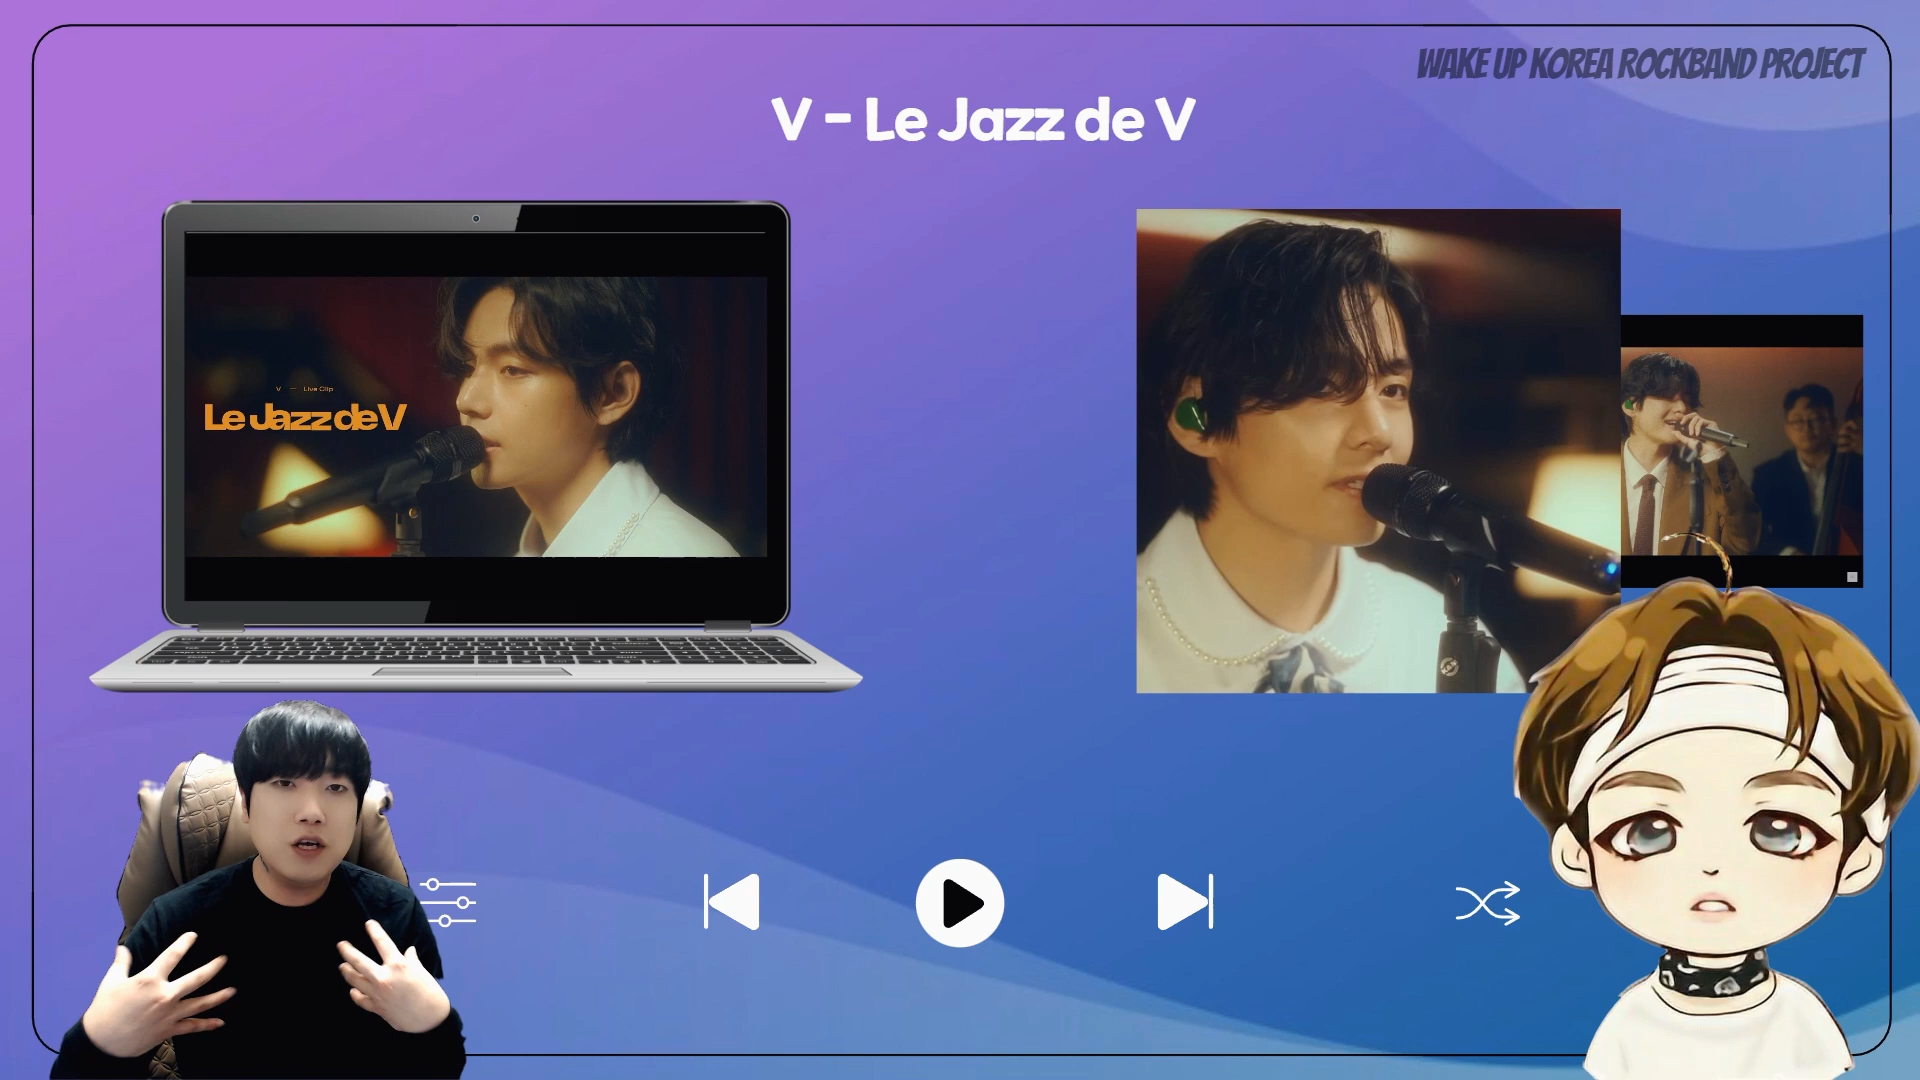 WAKE UP KOREA ROCKBAND PROJECT
V - Le Jazz de V
V — Live Clip
Le Jazz de V